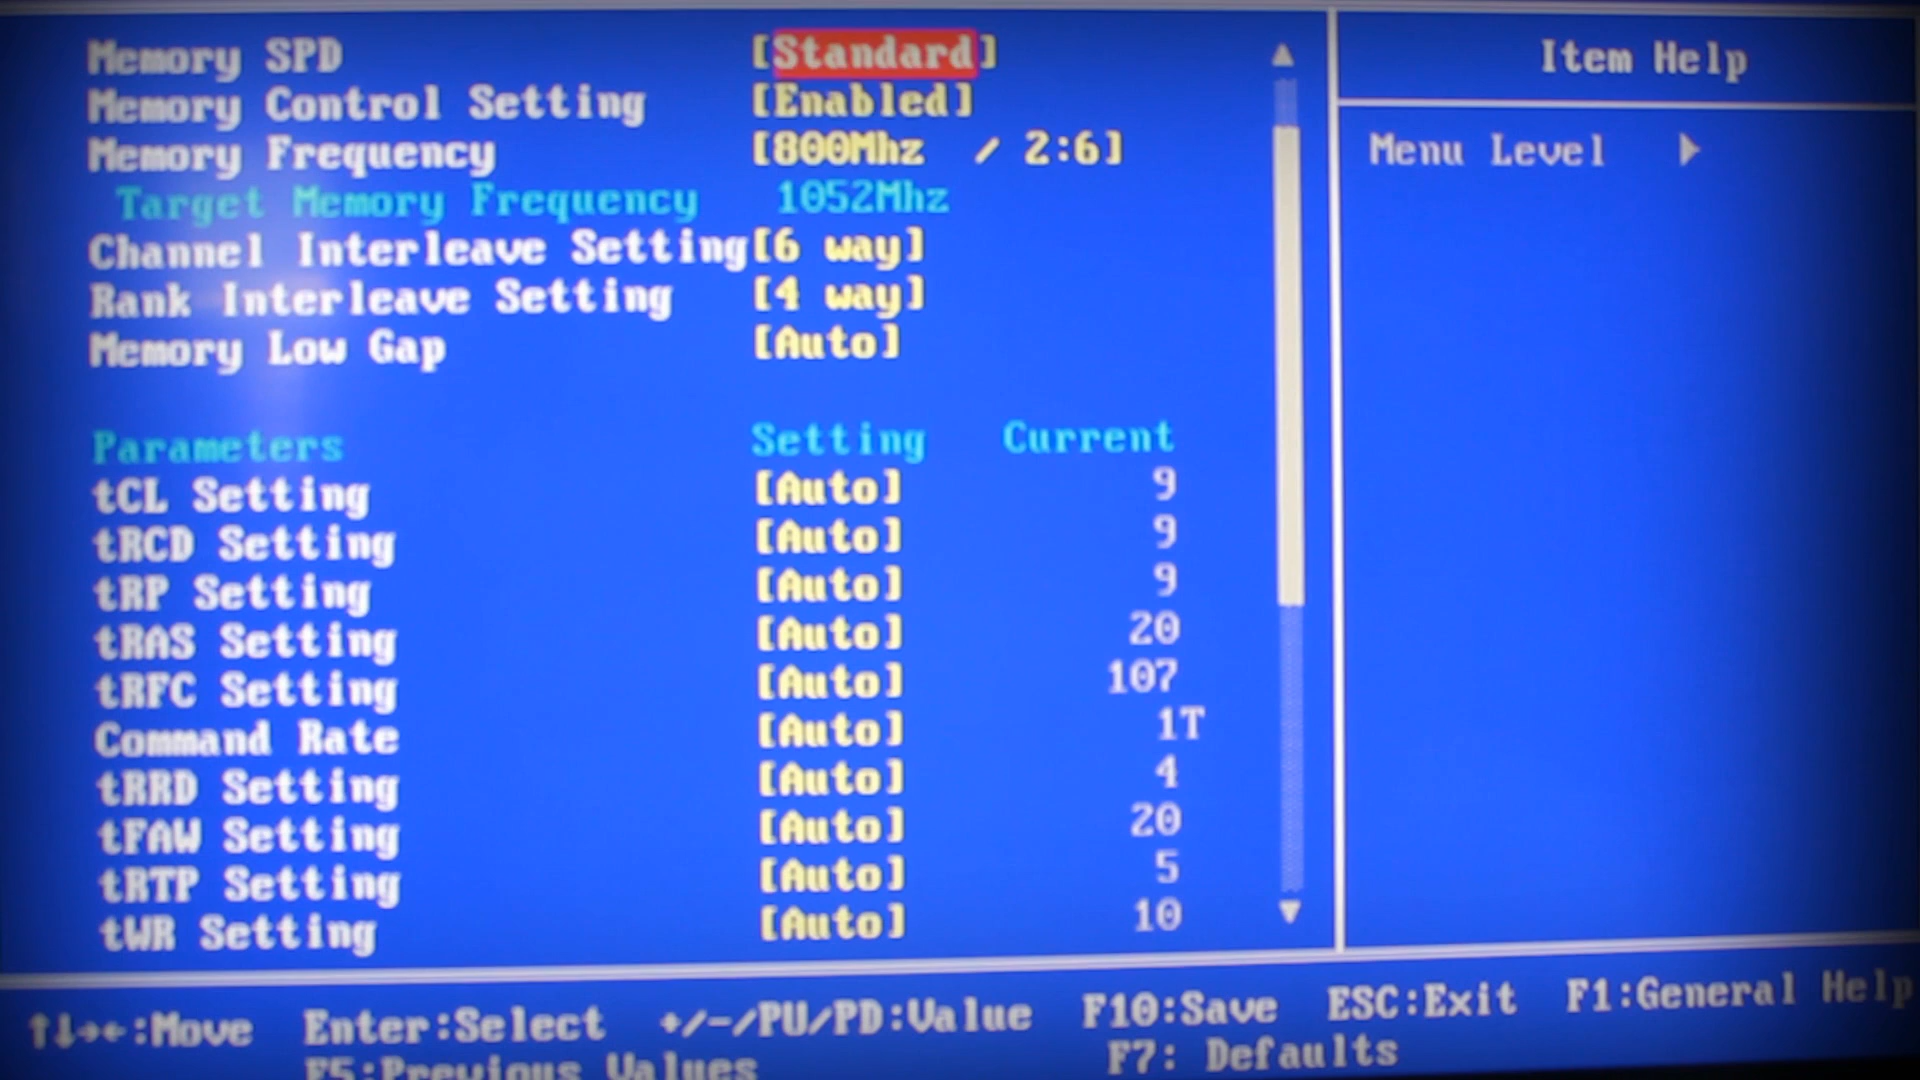 Memory SPD [Standard]
Memory Control Setting [Enabled]
Memory Frequency [800Mhz / 2:6]
Target Memory Frequency 1052Mhz
Channel Interleave Setting[6 way]
Rank Interleave Setting [4 way]
Memory Low Gap [Auto]
Parameters Setting Current
tCL Setting [Auto] 9
tRCD Setting [Auto] 9
tRP Setting [Auto] 9
tRAS Setting [Auto] 20
tRFC Setting [Auto] 107
Command Rate [Auto] 1T
tRRD Setting [Auto] 4
tFAW Setting [Auto] 20
tRTP Setting [Auto] 5
tWR Setting [Auto] 10
Item Help
Menu Level ▶
↑↓→←:Move Enter:Select +/-/PU/PD:Value F10:Save ESC:Exit F1:General Help
F5:Previous Values F7: Defaults